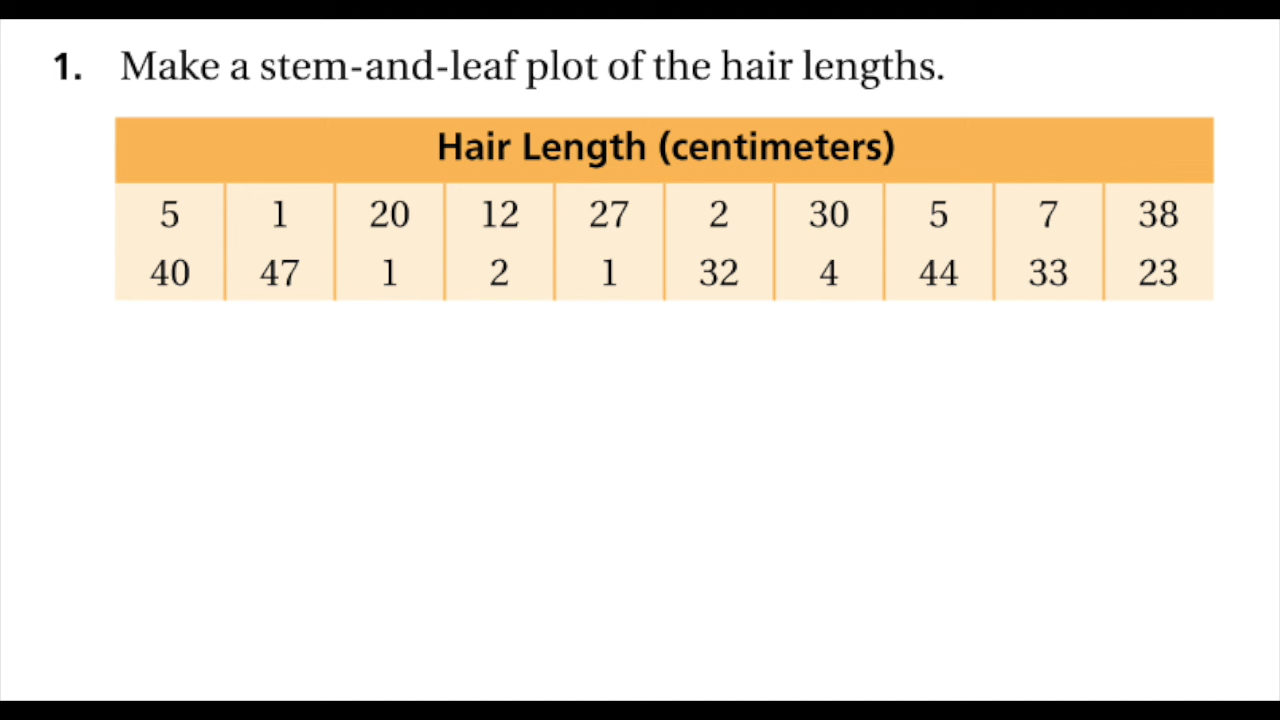 1. Make a stem-and-leaf plot of the hair lengths.
Hair Length (centimeters)
5 1 20 12 27 2 30 5 7 38
40 47 1 2 1 32 4 44 33 23